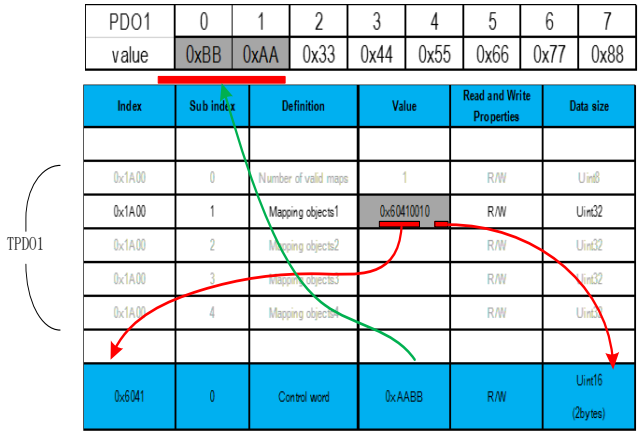 PDO1 0 1 2 3 4 5 6 7
value 0xBB 0xAA 0x33 0x44 0x55 0x66 0x77 0x88
Index Sub index Definition Value Read and Write Properties Data size
0x1A00 0 Number of valid maps 1 R/W Uint8
0x1A00 1 Mapping objects1 0x60410010 R/W Uint32
TPDO1
0x1A00 2 Mapping objects2 R/W Uint32
0x1A00 3 Mapping objects3 R/W Uint32
0x1A00 4 Mapping objects4 R/W Uint32
0x6041 0 Control word 0xAABB R/W Uint16
(2bytes)